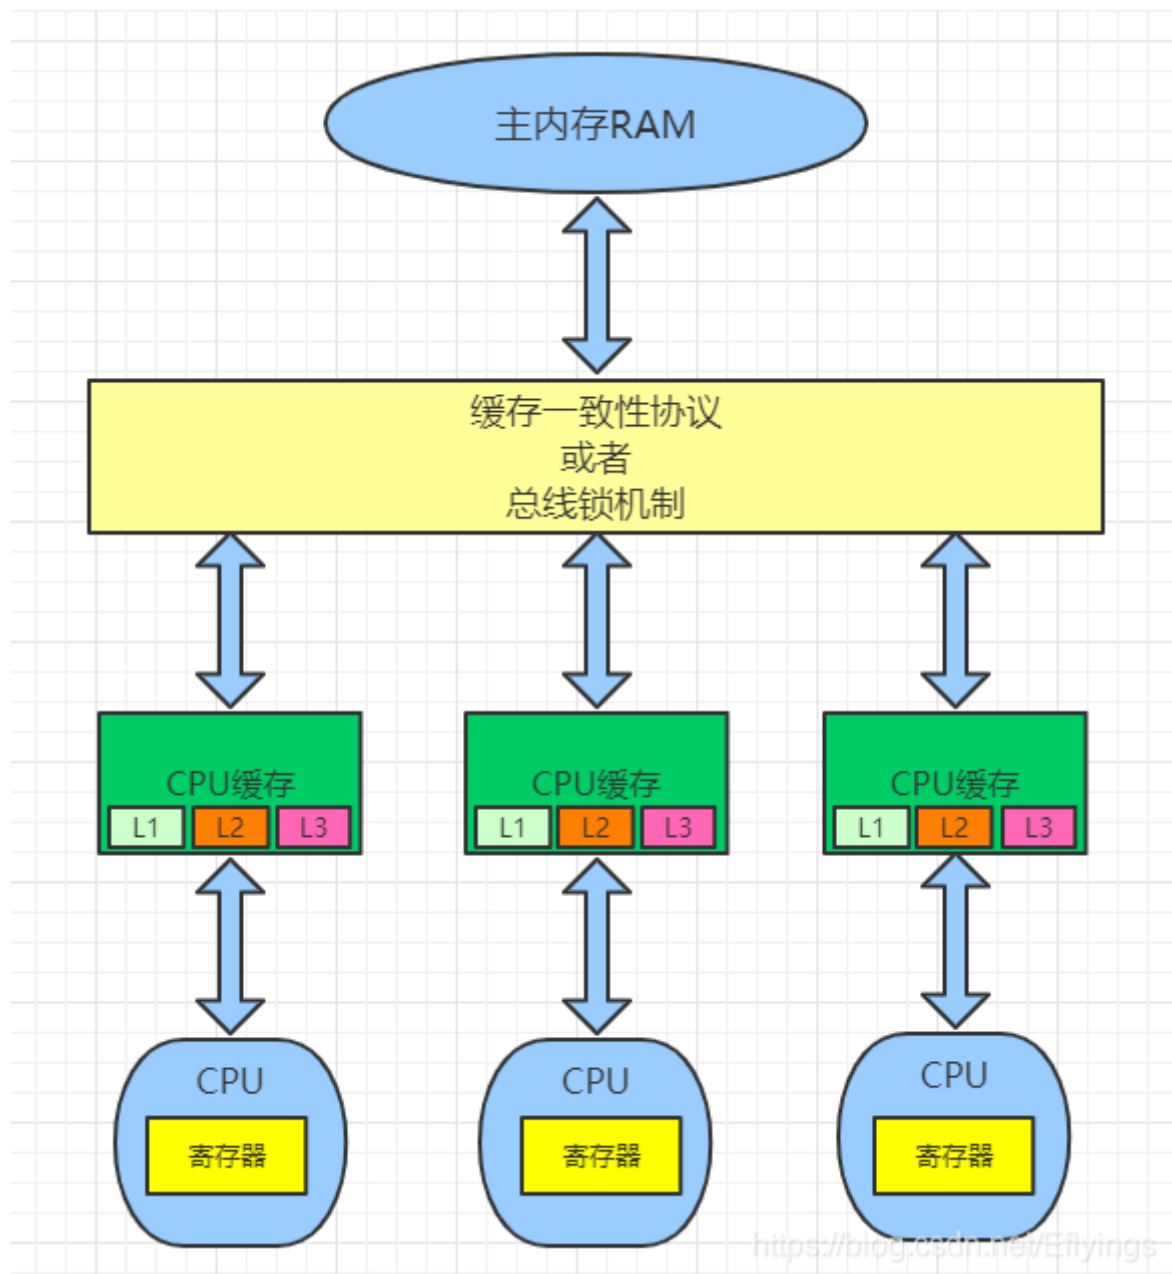 主内存RAM
缓存一致性协议
或者
总线锁机制
CPU缓存
L1
L2
L3
CPU缓存
L1
L2
L3
CPU缓存
L1
L2
L3
CPU
寄存器
CPU
寄存器
CPU
寄存器
https://blog.csdn.net/Eflyings